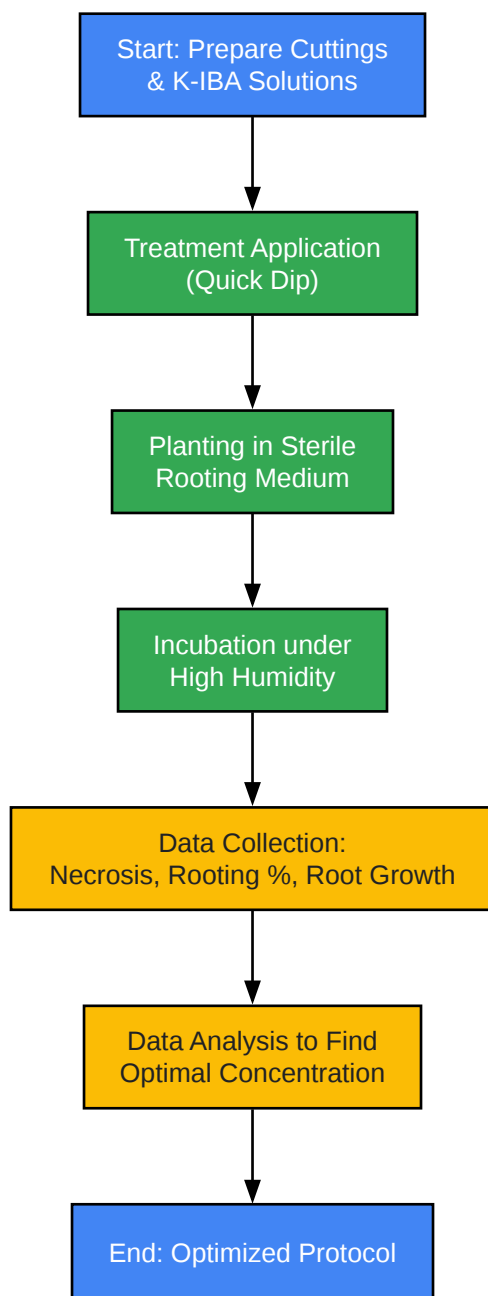 Start: Prepare Cuttings
& K-IBA Solutions
Treatment Application
(Quick Dip)
Planting in Sterile
Rooting Medium
Incubation under
High Humidity
Data Collection:
Necrosis, Rooting %, Root Growth
Data Analysis to Find
Optimal Concentration
End: Optimized Protocol